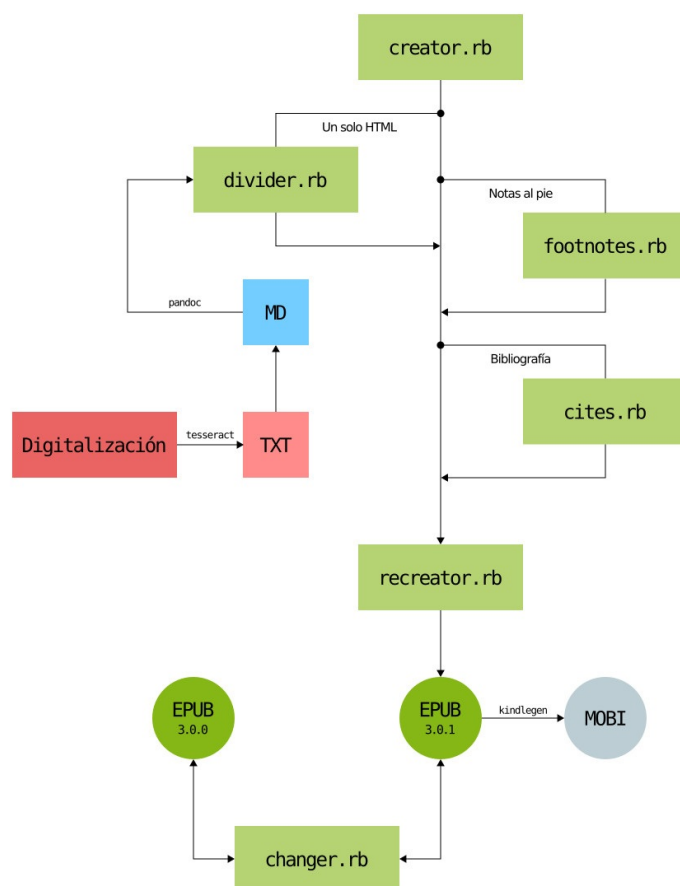 creator.rb
Un solo HTML
divider.rb
Notas al pie
footnotes.rb
pandoc
MD
Bibliografía
cites.rb
Digitalización
tesseract
TXT
recreator.rb
EPUB
3.0.0
EPUB
3.0.1
kindlegen
MOBI
changer.rb